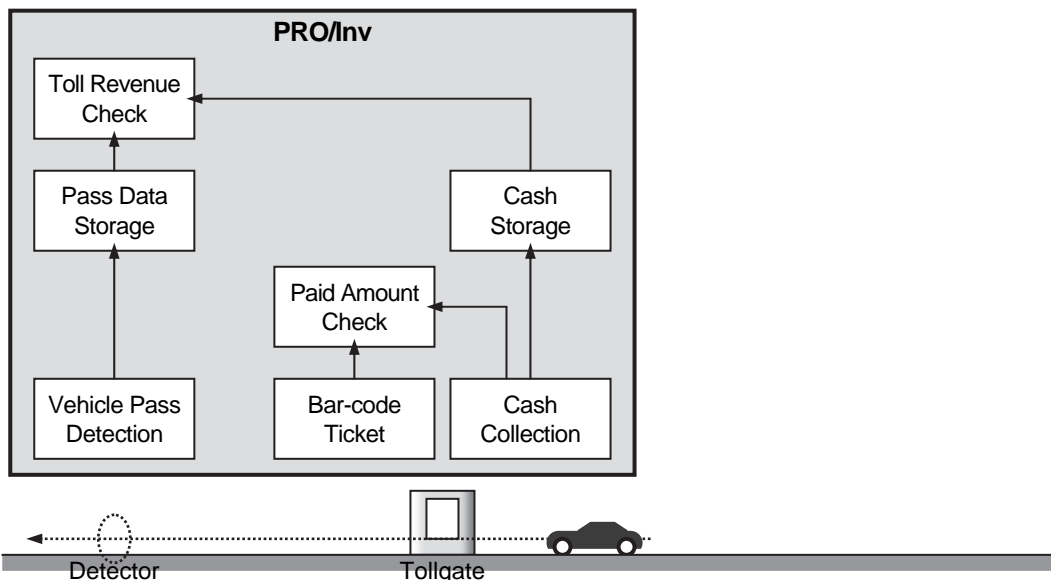 PRO/Inv
Toll Revenue
Check
Pass Data
Storage
Cash
Storage
Paid Amount
Check
Vehicle Pass
Detection
Bar-code
Ticket
Cash
Collection
Detector
Tollgate